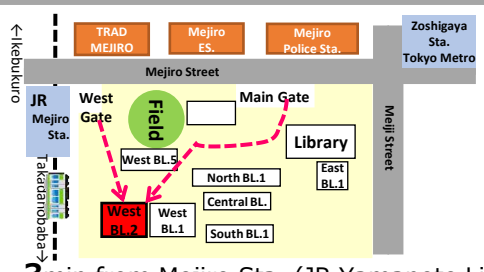 TRAD
MEJIRO
Mejiro
ES.
Mejiro
Police Sta.
Zoshigaya
Sta.
Tokyo Metro
←Ikebukuro
Mejiro Street
JR
Mejiro
Sta.
West
Gate
Field
Main Gate
Meiji Street
Library
West BL.5
North BL.1
East
BL.1
Central BL.
West
BL.2
West
BL.1
South BL.1
Takadanobaba→
3min from Mejiro Sta. (JR Yamanote Li